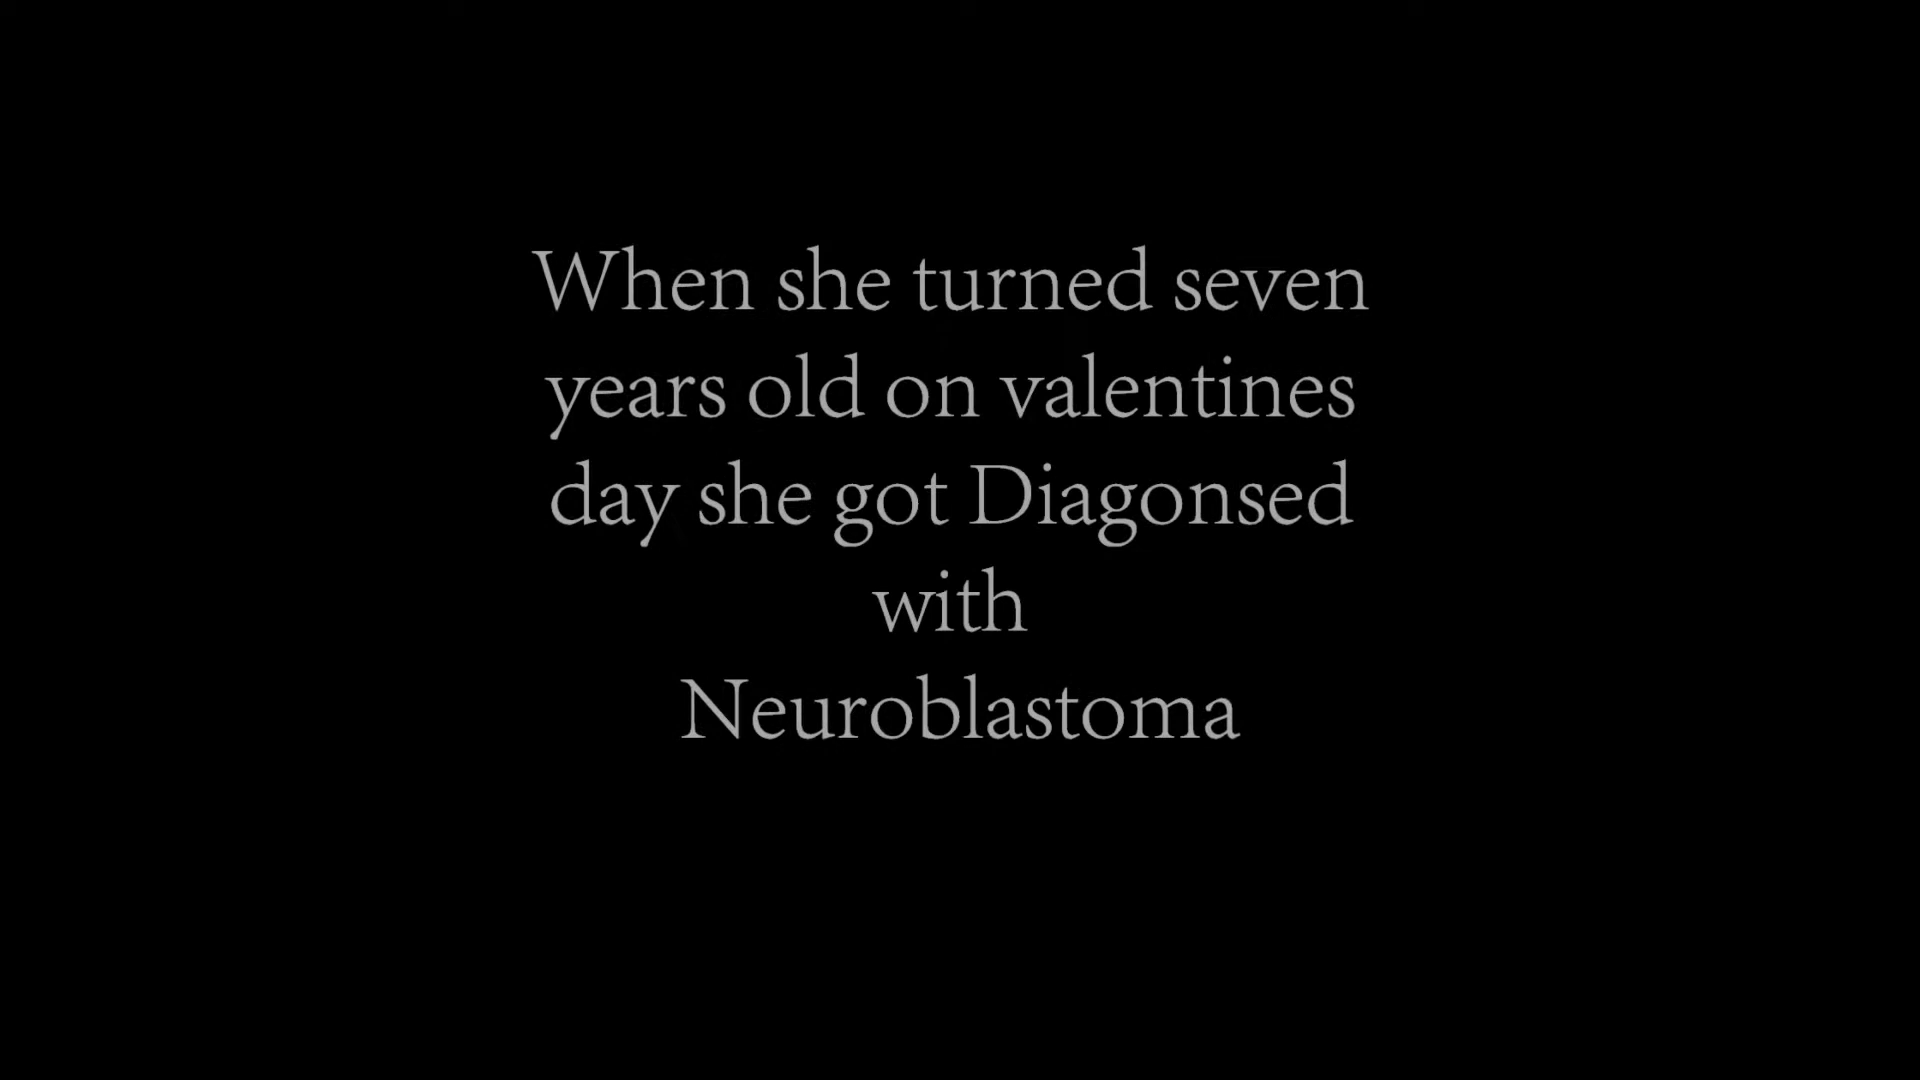 When she turned seven
years old on valentines
day she got Diagonsed
with
Neuroblastoma